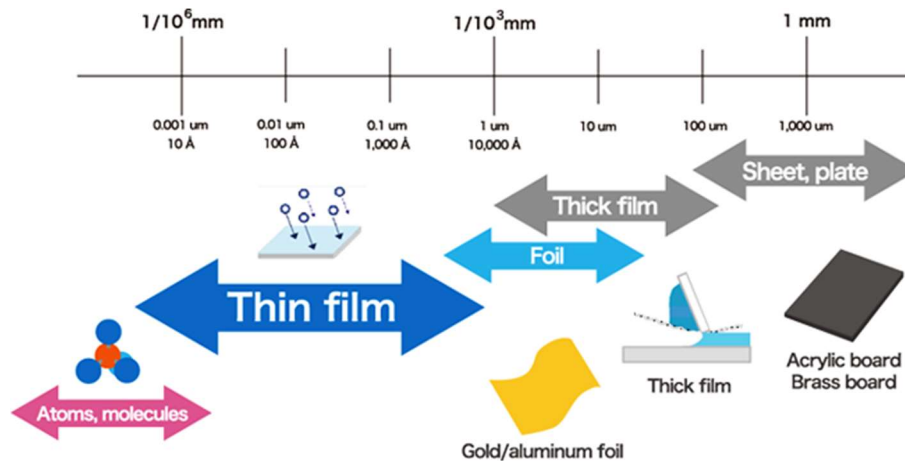 1/10⁶mm
1/10³mm
1 mm
0.001 um
10 Å
0.01 um
100 Å
0.1 um
1,000 Å
1 um
10,000 Å
10 um
100 um
1,000 um
Sheet, plate
Thick film
Foil
Thin film
Atoms, molecules
Gold/aluminum foil
Thick film
Acrylic board
Brass board